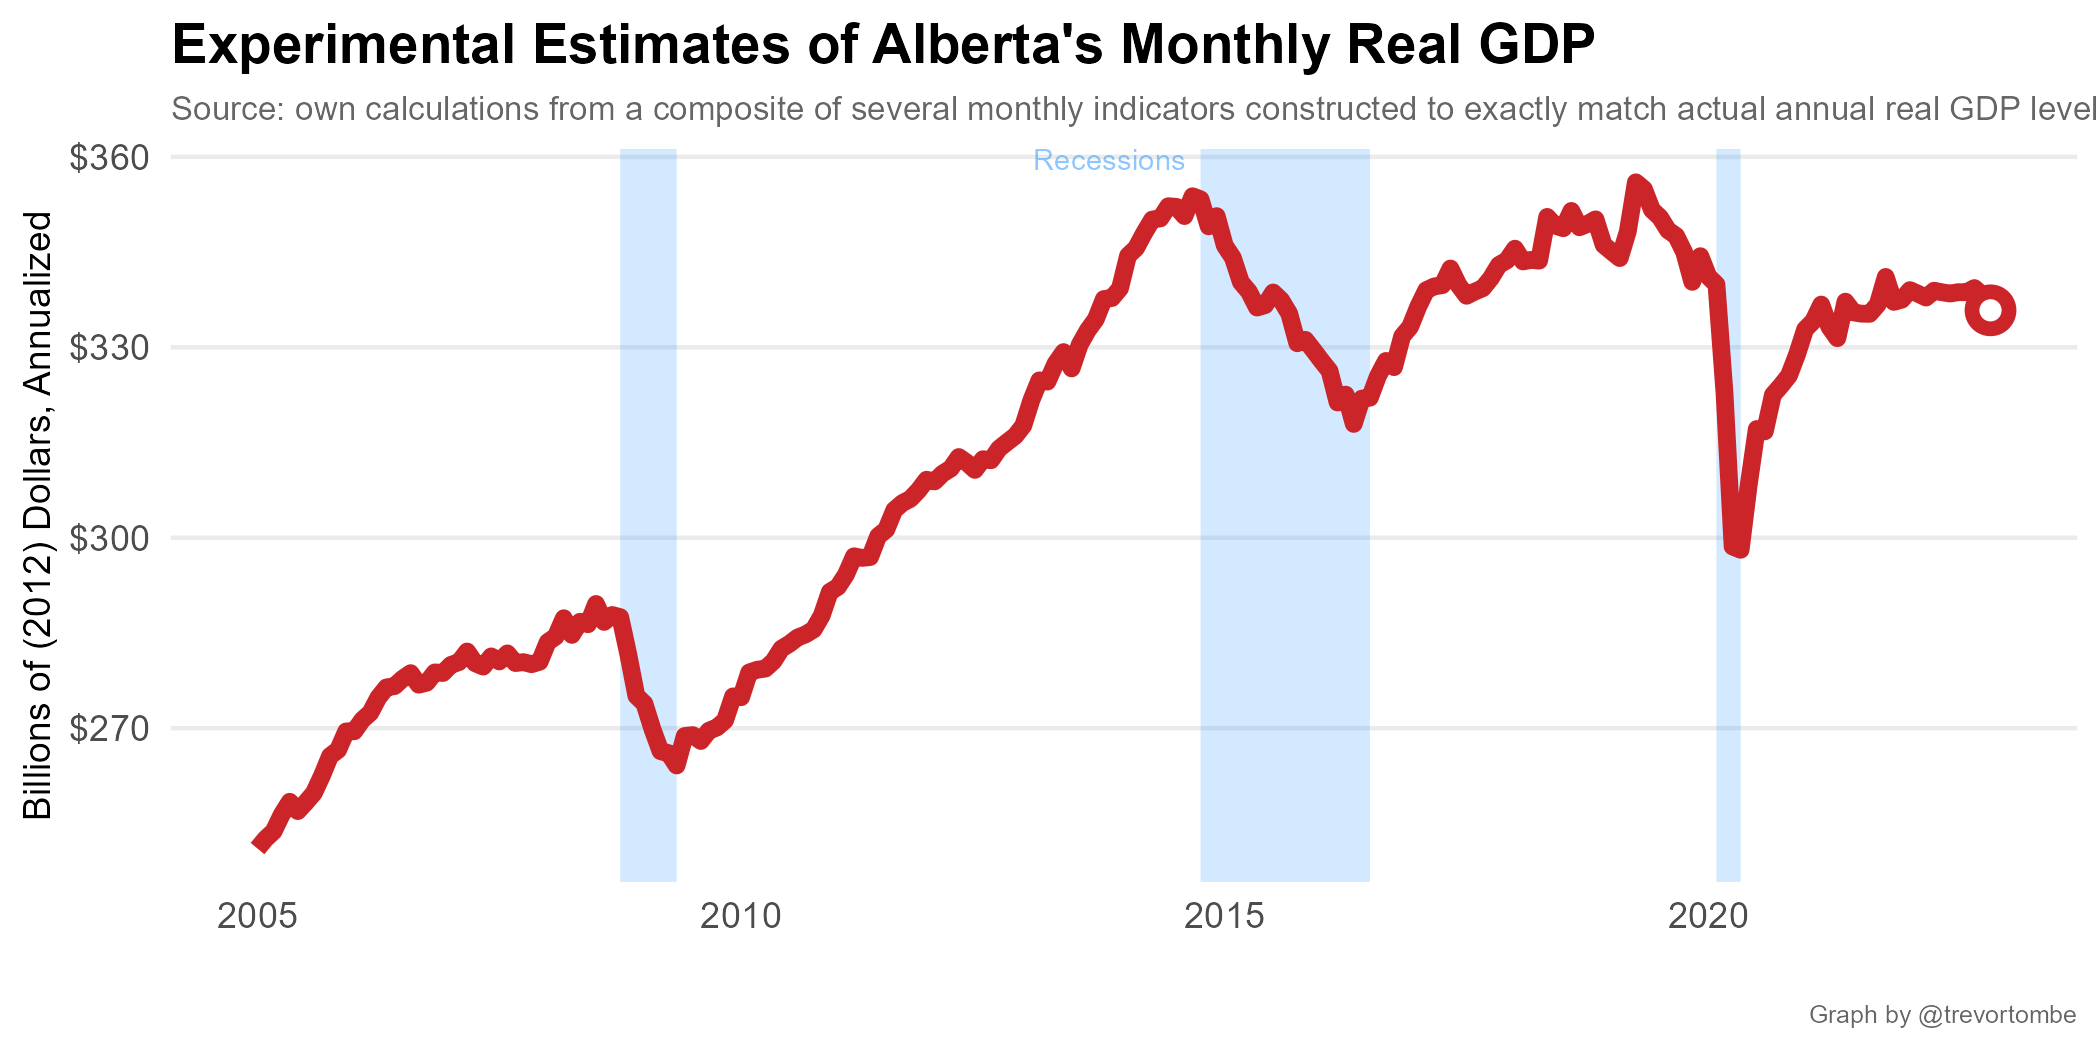 Experimental Estimates of Alberta's Monthly Real GDP
Source: own calculations from a composite of several monthly indicators constructed to exactly match actual annual real GDP level
$360
Recessions
$330
$300
$270
Billions of (2012) Dollars, Annualized
2005
2010
2015
2020
Graph by @trevortombe